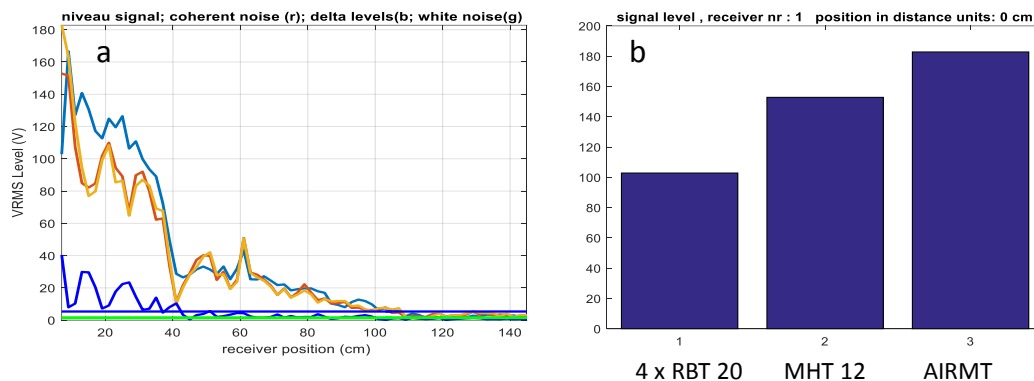 niveau signal; coherent noise (r); delta levels(b; white noise(g)
a
VRMS Level (V)
180
160
140
120
100
80
60
40
20
0
20 40 60 80 100 120 140
receiver position (cm)
signal level , receiver nr : 1 position in distance units: 0 cm
b
200
180
160
140
120
100
80
60
40
20
0
1 2 3
4 x RBT 20 MHT 12 AIRMT